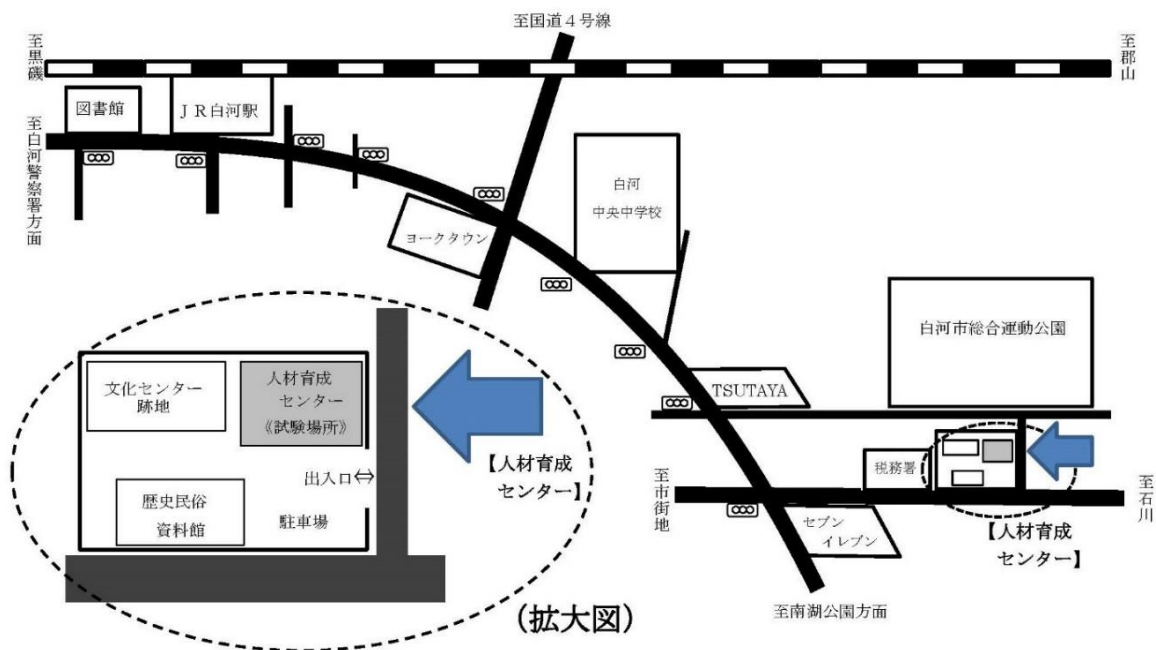 至国道４号線
至黒磯
至郡山
図書館
ＪＲ白河駅
至白河警察署方面
白河
中央中学校
ヨークタウン
白河市総合運動公園
TSUTAYA
文化センター
跡地
人材育成
センター
《試験場所》
【人材育成
センター】
出入口⇔
歴史民俗
資料館
駐車場
税務署
至市街地
至石川
セブン
イレブン
【人材育成
センター】
至南湖公園方面
（拡大図）